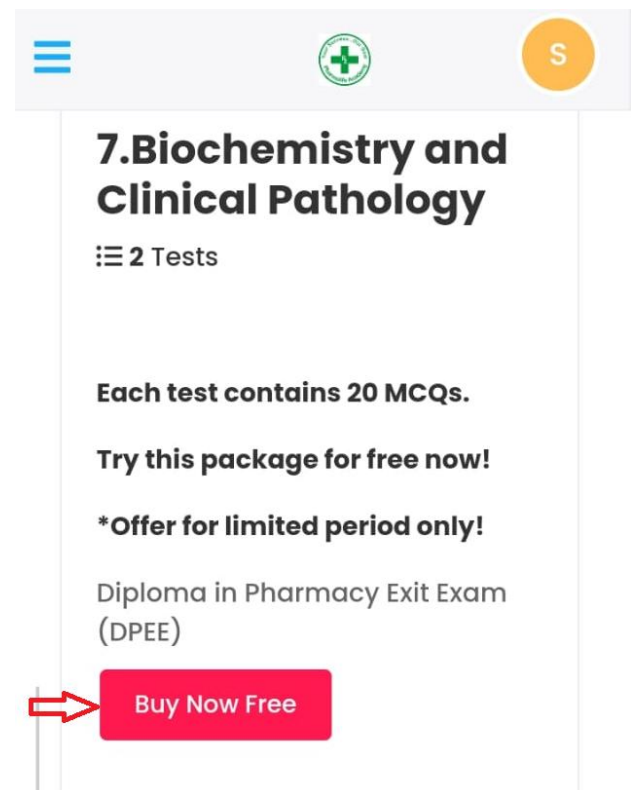 S
7.Biochemistry and
Clinical Pathology
2 Tests
Each test contains 20 MCQs.
Try this package for free now!
*Offer for limited period only!
Diploma in Pharmacy Exit Exam
(DPEE)
Buy Now Free